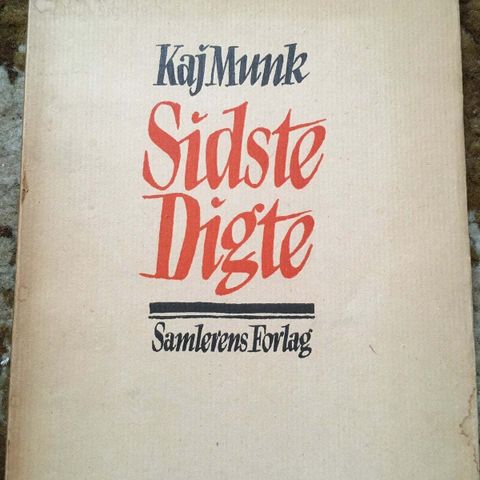 Kaj Munk
Sidste
Digte
Samlerens Forlag